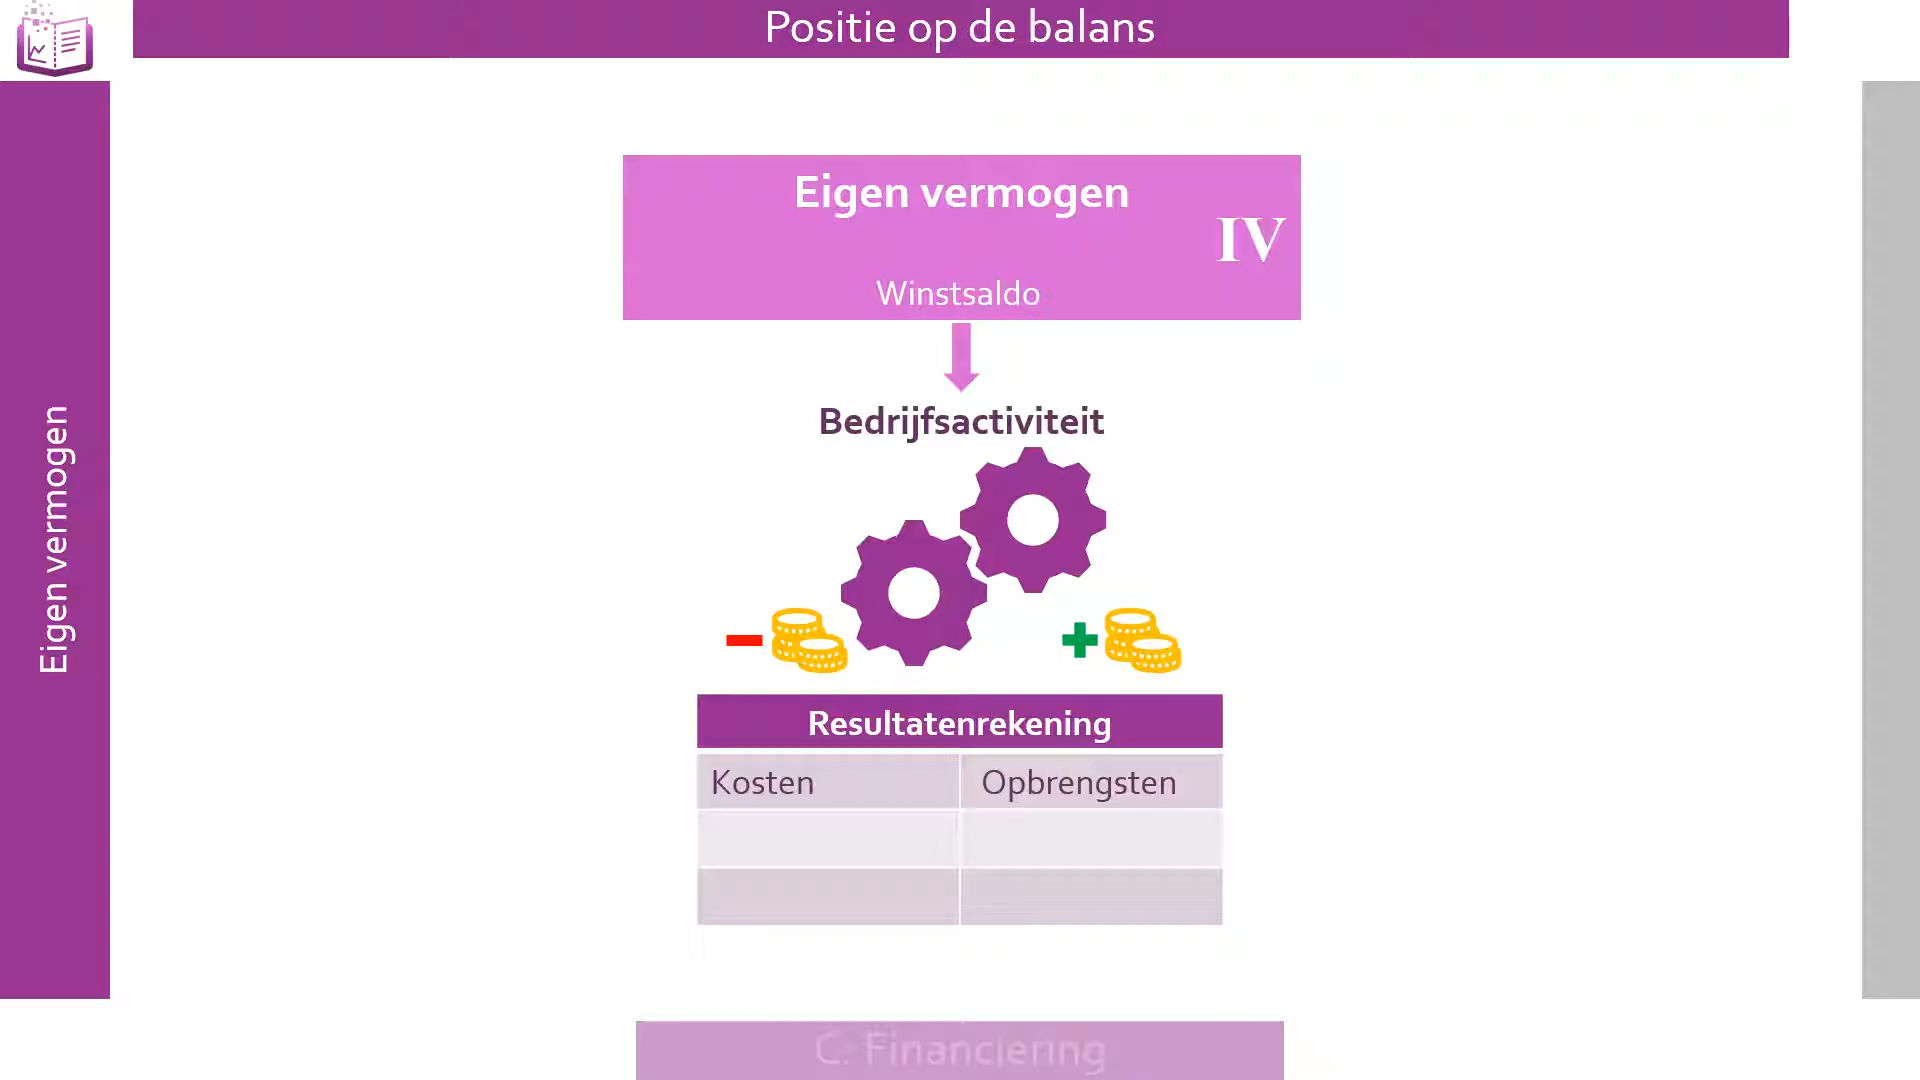 Positie op de balans
Eigen vermogen
Eigen vermogen
IV
Winstsaldo
Bedrijfsactiviteit
Resultatenrekening
Kosten Opbrengsten
C. Financiering